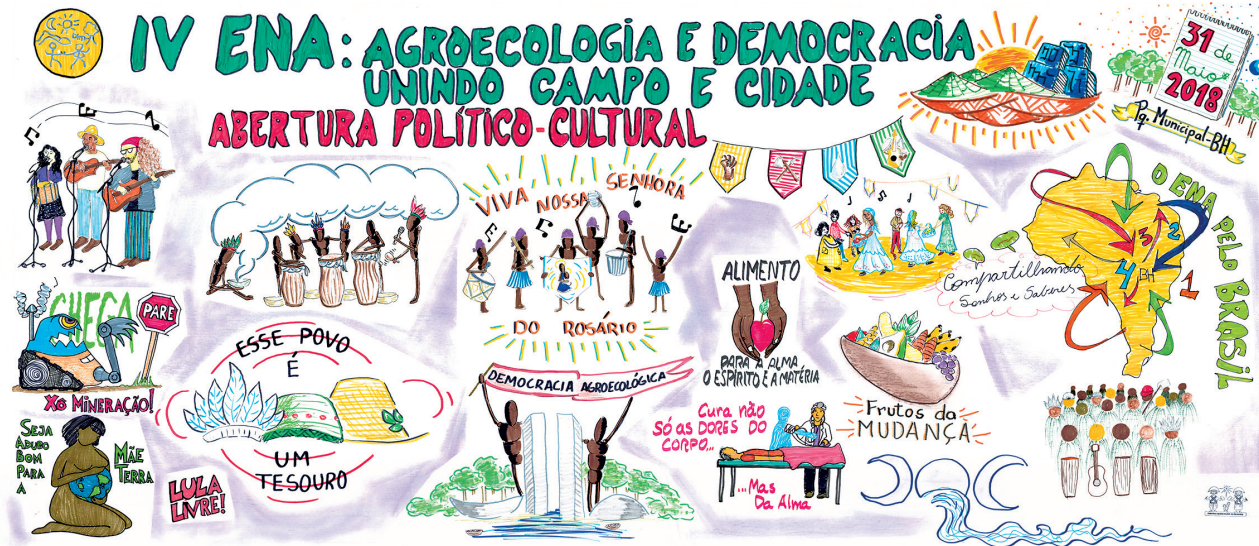 IV ENA: AGROECOLOGIA E DEMOCRACIA
UNINDO CAMPO E CIDADE
ABERTURA POLÍTICO-CULTURAL
31 de
Maio
2018
Pq. Municipal-BH
VIVA NOSSA SENHORA
DO ROSÁRIO
CHEGA
PARE
XÔ MINERAÇÃO!
ESSE POVO
É
UM
TESOURO
DEMOCRACIA AGROECOLÓGICA
ALIMENTO
PARA A ALMA
O ESPÍRITO E A MATÉRIA
Compartilhando
Sonhos e Saberes
O ENA PELO BRASIL
1
2
3
4
BH
Frutos da
MUDANÇA
Cura não
Só as DORES DO
CORPO...
...Mas
Da Alma
SEJA
ADUBO
BOM
PARA
A
MÃE
TERRA
LULA
LIVRE!